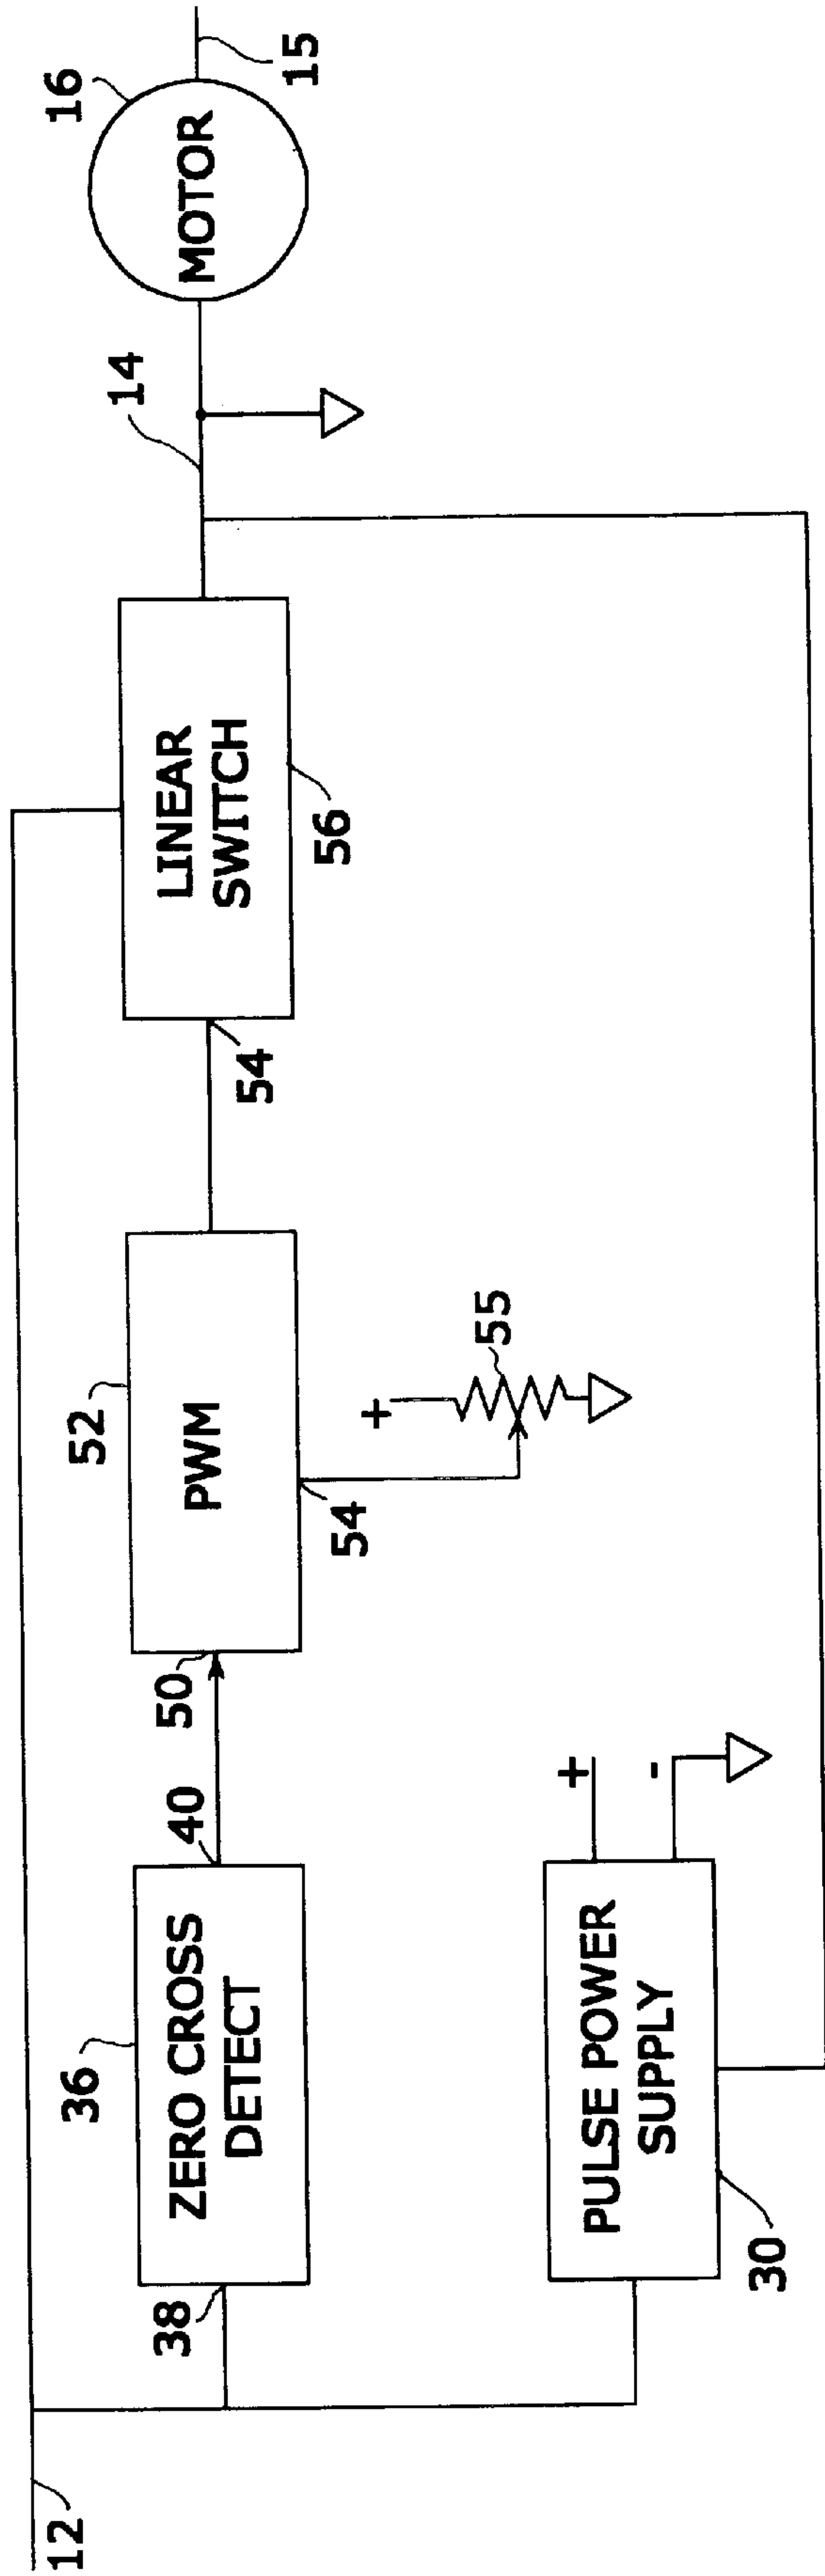 12
38
36
ZERO CROSS
DETECT
40
50
52
PWM
54
+
55
54
LINEAR
SWITCH
56
14
16
MOTOR
15
30
PULSE POWER
SUPPLY
+
-